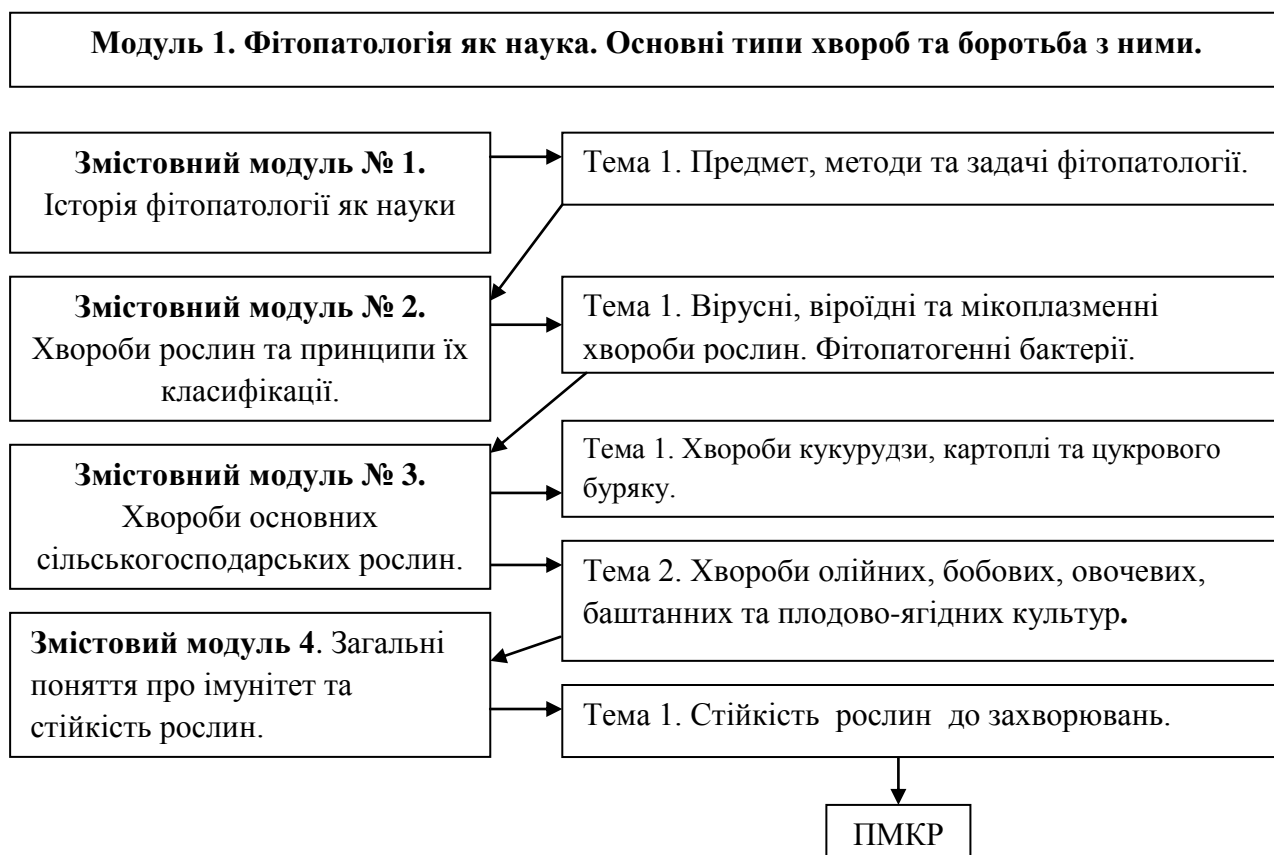 Модуль 1. Фітопатологія як наука. Основні типи хвороб та боротьба з ними.
Змістовний модуль № 1.
Історія фітопатології як науки
Тема 1. Предмет, методи та задачі фітопатології.
Змістовний модуль № 2.
Хвороби рослин та принципи їх
класифікації.
Тема 1. Вірусні, віроїдні та мікоплазменні
хвороби рослин. Фітопатогенні бактерії.
Змістовний модуль № 3.
Хвороби основних
сільськогосподарських рослин.
Тема 1. Хвороби кукурудзи, картоплі та цукрового
буряку.
Тема 2. Хвороби олійних, бобових, овочевих,
баштанних та плодово-ягідних культур.
Змістовий модуль 4. Загальні
поняття про імунітет та
стійкість рослин.
Тема 1. Стійкість  рослин  до захворювань.
ПМКР